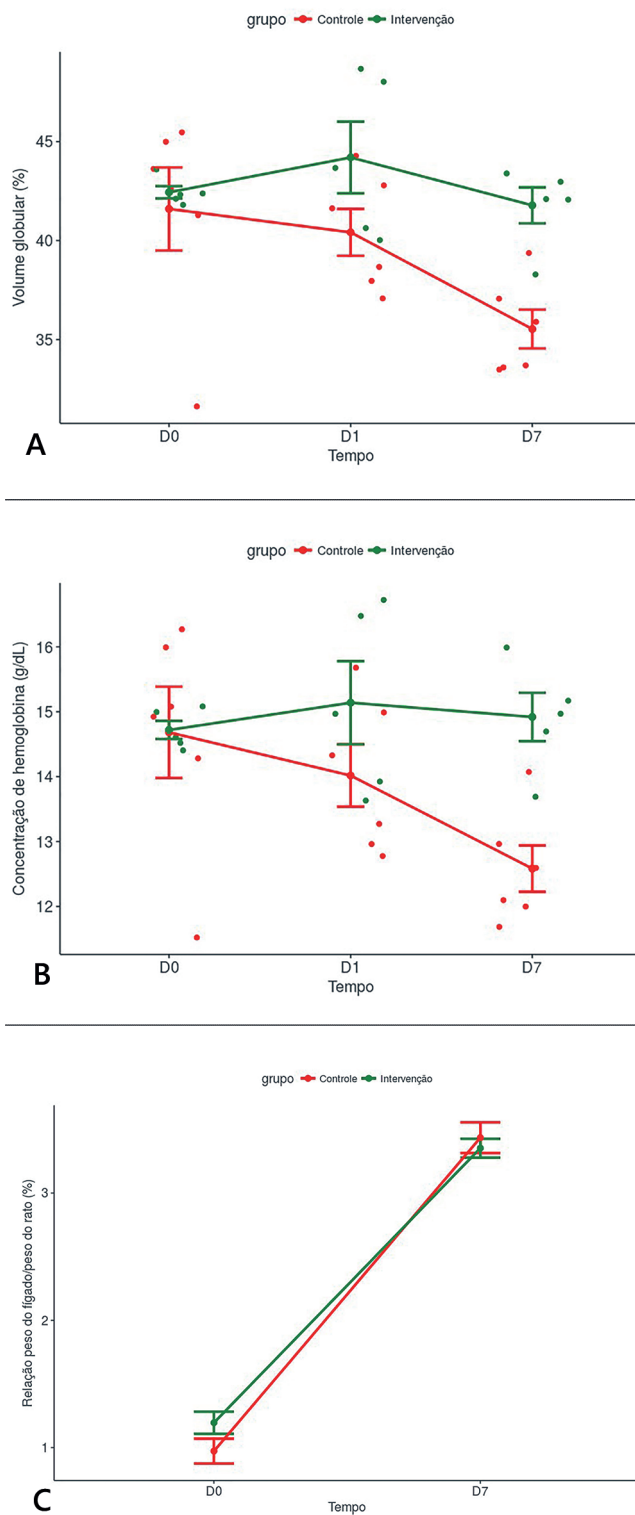 grupo Controle Intervenção
Volume globular (%)
45
40
35
D0 D1 D7
Tempo
A
grupo Controle Intervenção
Concentração de hemoglobina (g/dL)
16
15
14
13
12
D0 D1 D7
Tempo
B
grupo Controle Intervenção
Relação peso do fígado/peso do rato (%)
3
2
1
D0 D7
Tempo
C